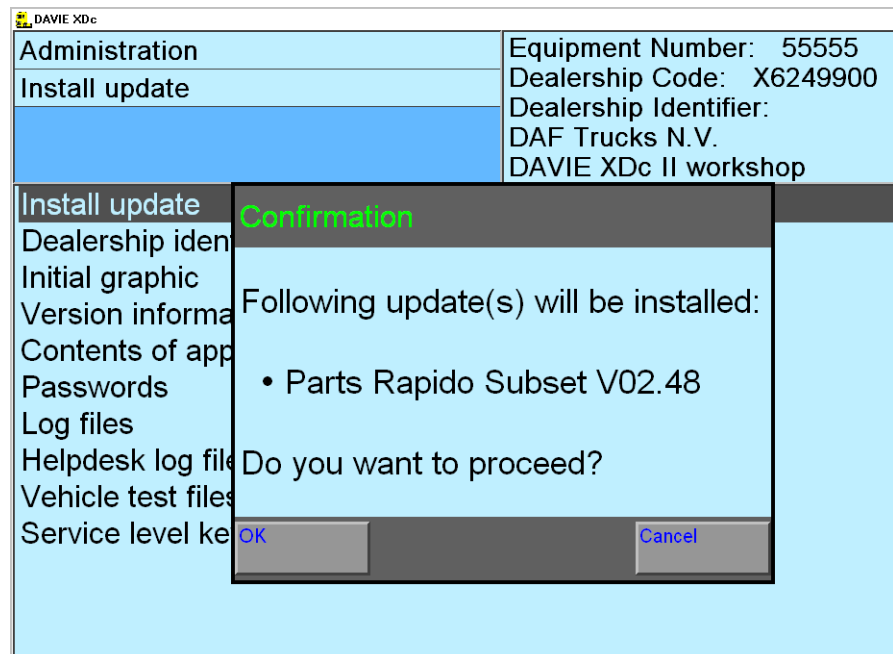 DAVIE XDc
Administration
Install update
Equipment Number: 55555
Dealership Code: X6249900
Dealership Identifier:
DAF Trucks N.V.
DAVIE XDc II workshop
Install update
Dealership iden
Initial graphic
Version informa
Contents of app
Passwords
Log files
Helpdesk log file
Vehicle test files
Service level ke
Confirmation
Following update(s) will be installed:
• Parts Rapido Subset V02.48
Do you want to proceed?
OK
Cancel